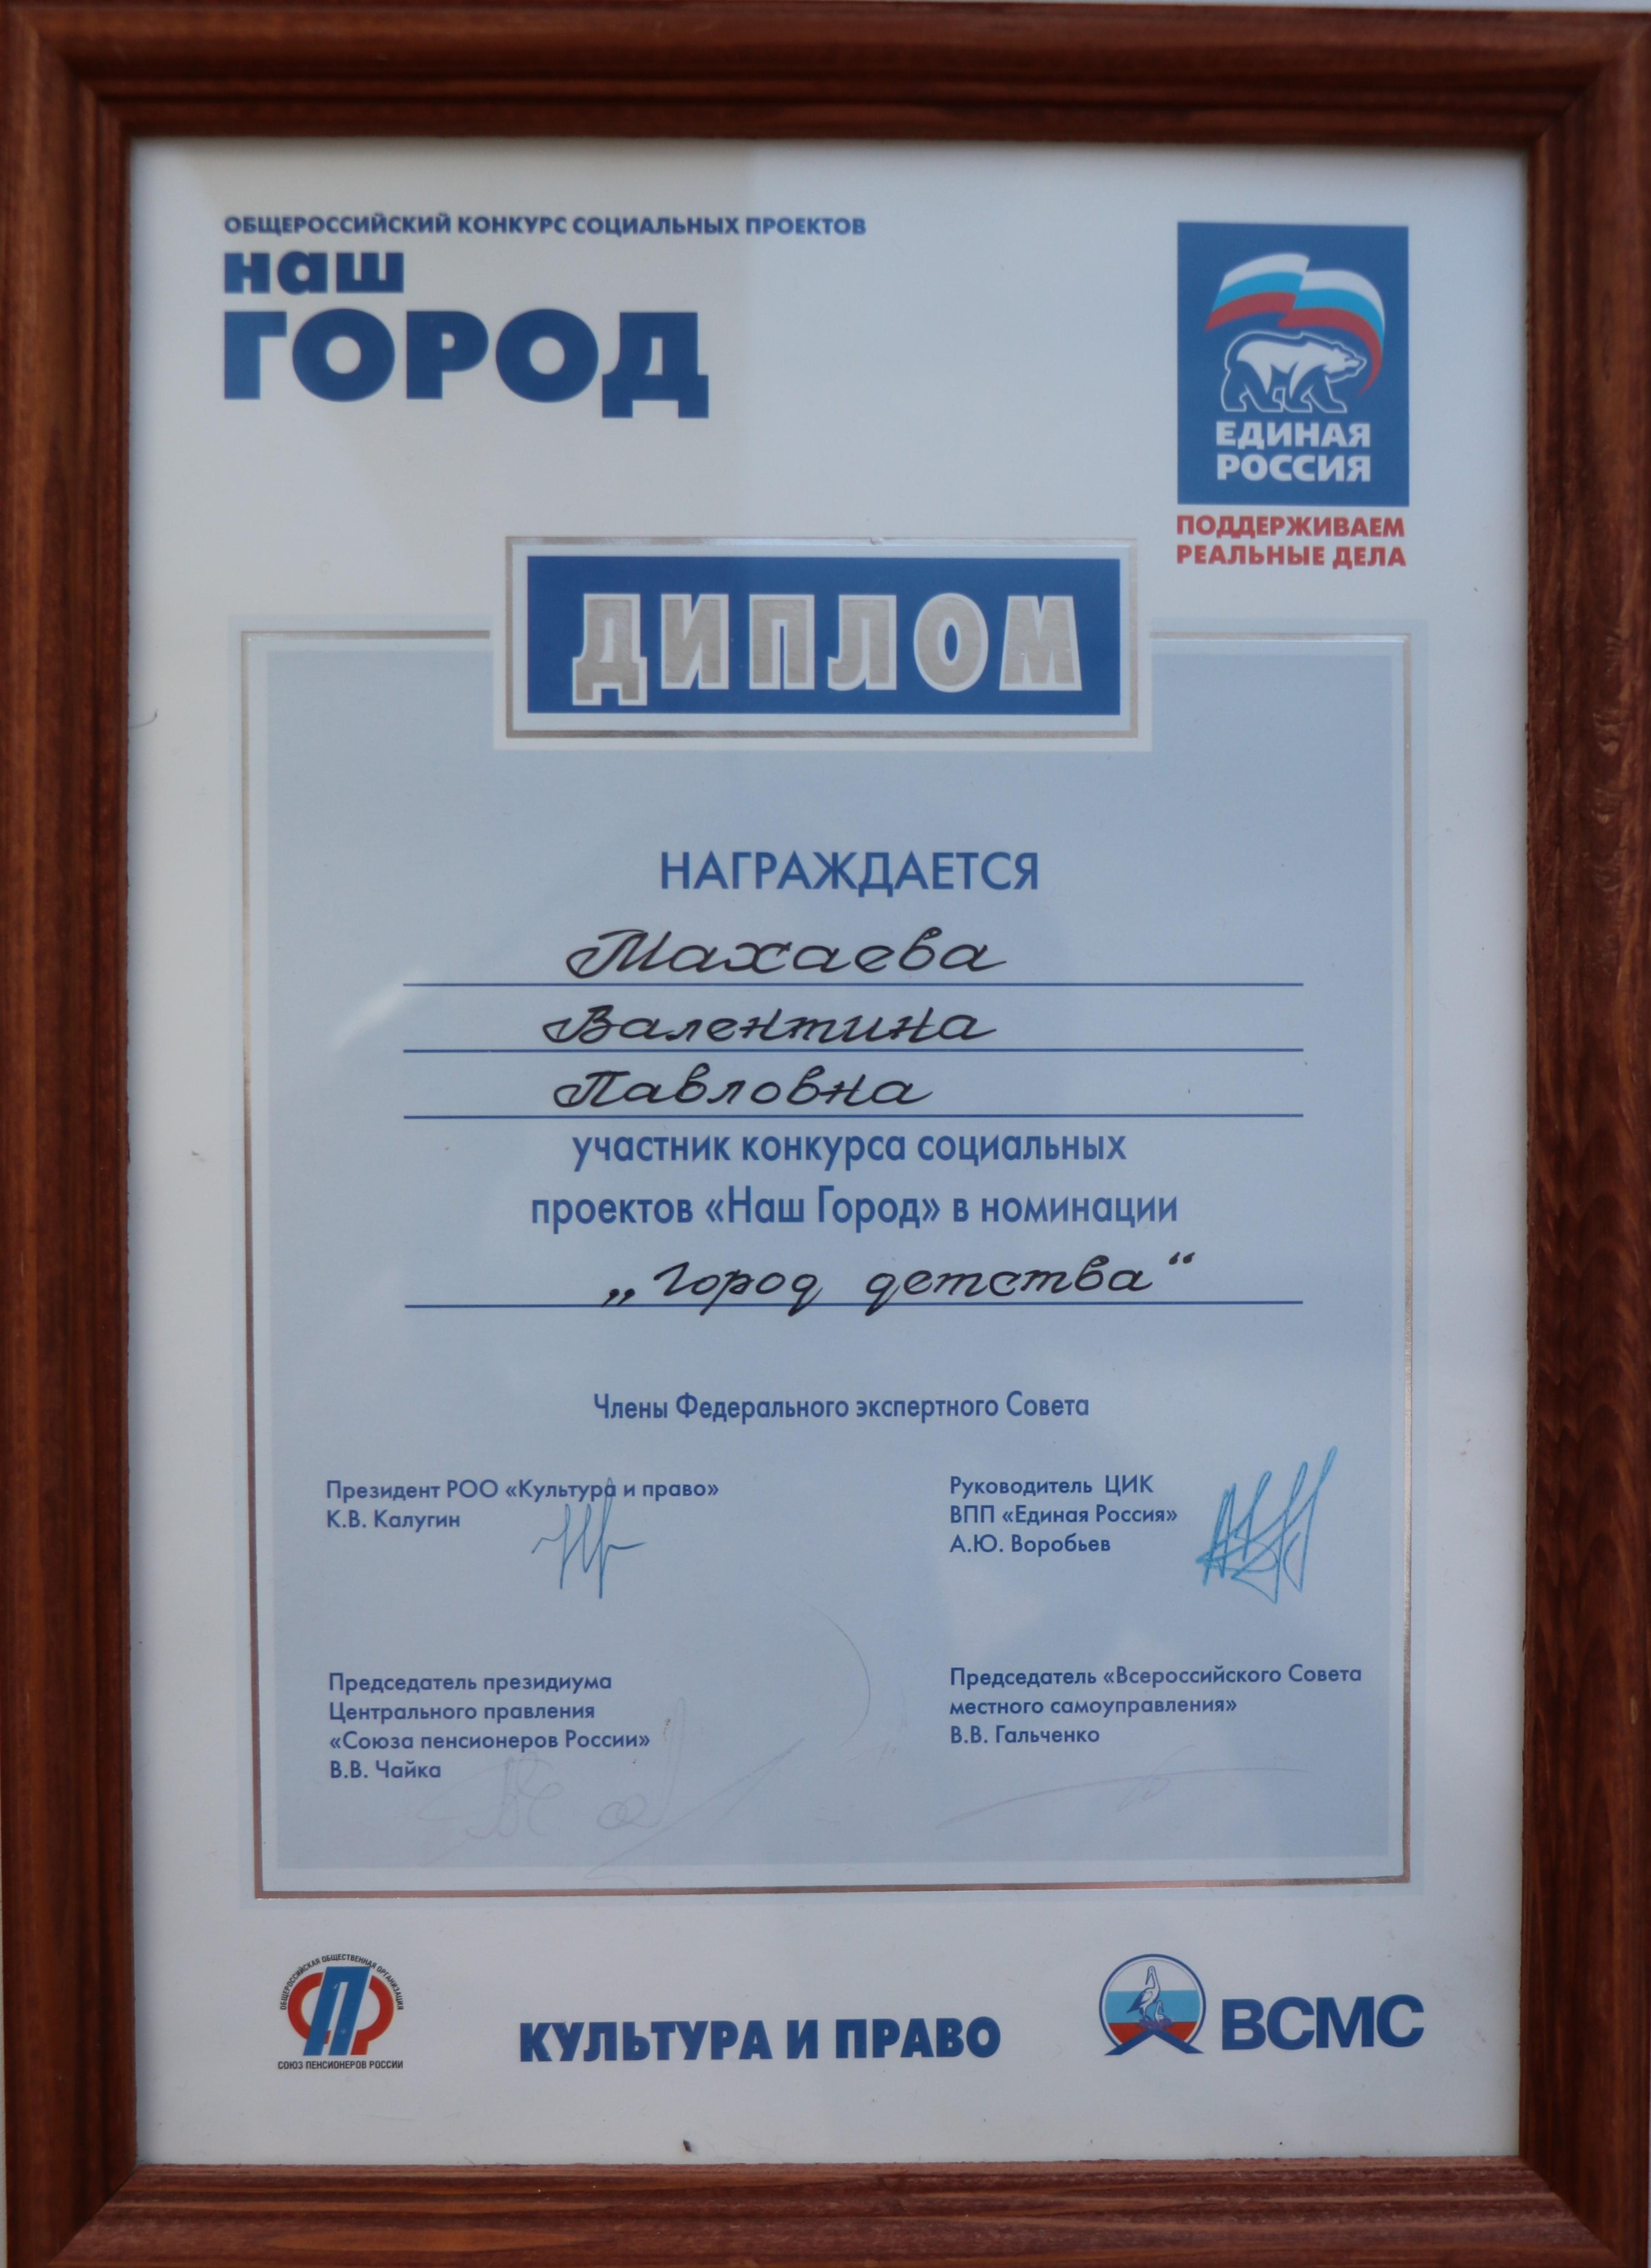 ОБЩЕРОССИЙСКИЙ КОНКУРС СОЦИАЛЬНЫХ ПРОЕКТОВ
наш
ГОРОД
ЕДИНАЯ
РОССИЯ
ПОДДЕРЖИВАЕМ
РЕАЛЬНЫЕ ДЕЛА
ДИПЛОМ
НАГРАЖДАЕТСЯ
Махаева
Валентина
Павловна
участник конкурса социальных
проектов «Наш Город» в номинации
„Город детства“
Члены Федерального экспертного Совета
Президент РОО «Культура и право»
К.В. Калугин
Руководитель ЦИК
ВПП «Единая Россия»
А.Ю. Воробьев
Председатель президиума
Центрального правления
«Союза пенсионеров России»
В.В. Чайка
Председатель «Всероссийского Совета
местного самоуправления»
В.В. Гальченко
ОБЩЕРОССИЙСКАЯ ОБЩЕСТВЕННАЯ ОРГАНИЗАЦИЯ
СОЮЗ ПЕНСИОНЕРОВ РОССИИ
КУЛЬТУРА И ПРАВО
ВСМС